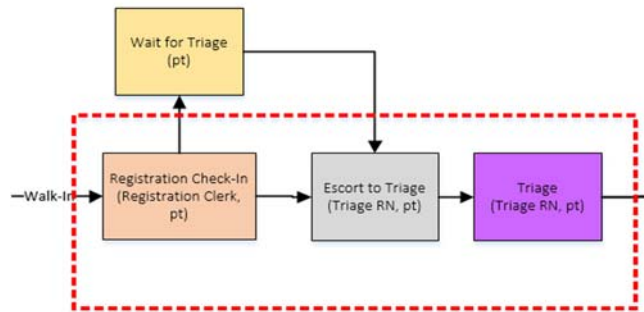 Wait for Triage
(pt)
Walk-In
Registration Check-In
(Registration Clerk,
pt)
Escort to Triage
(Triage RN, pt)
Triage
(Triage RN, pt)